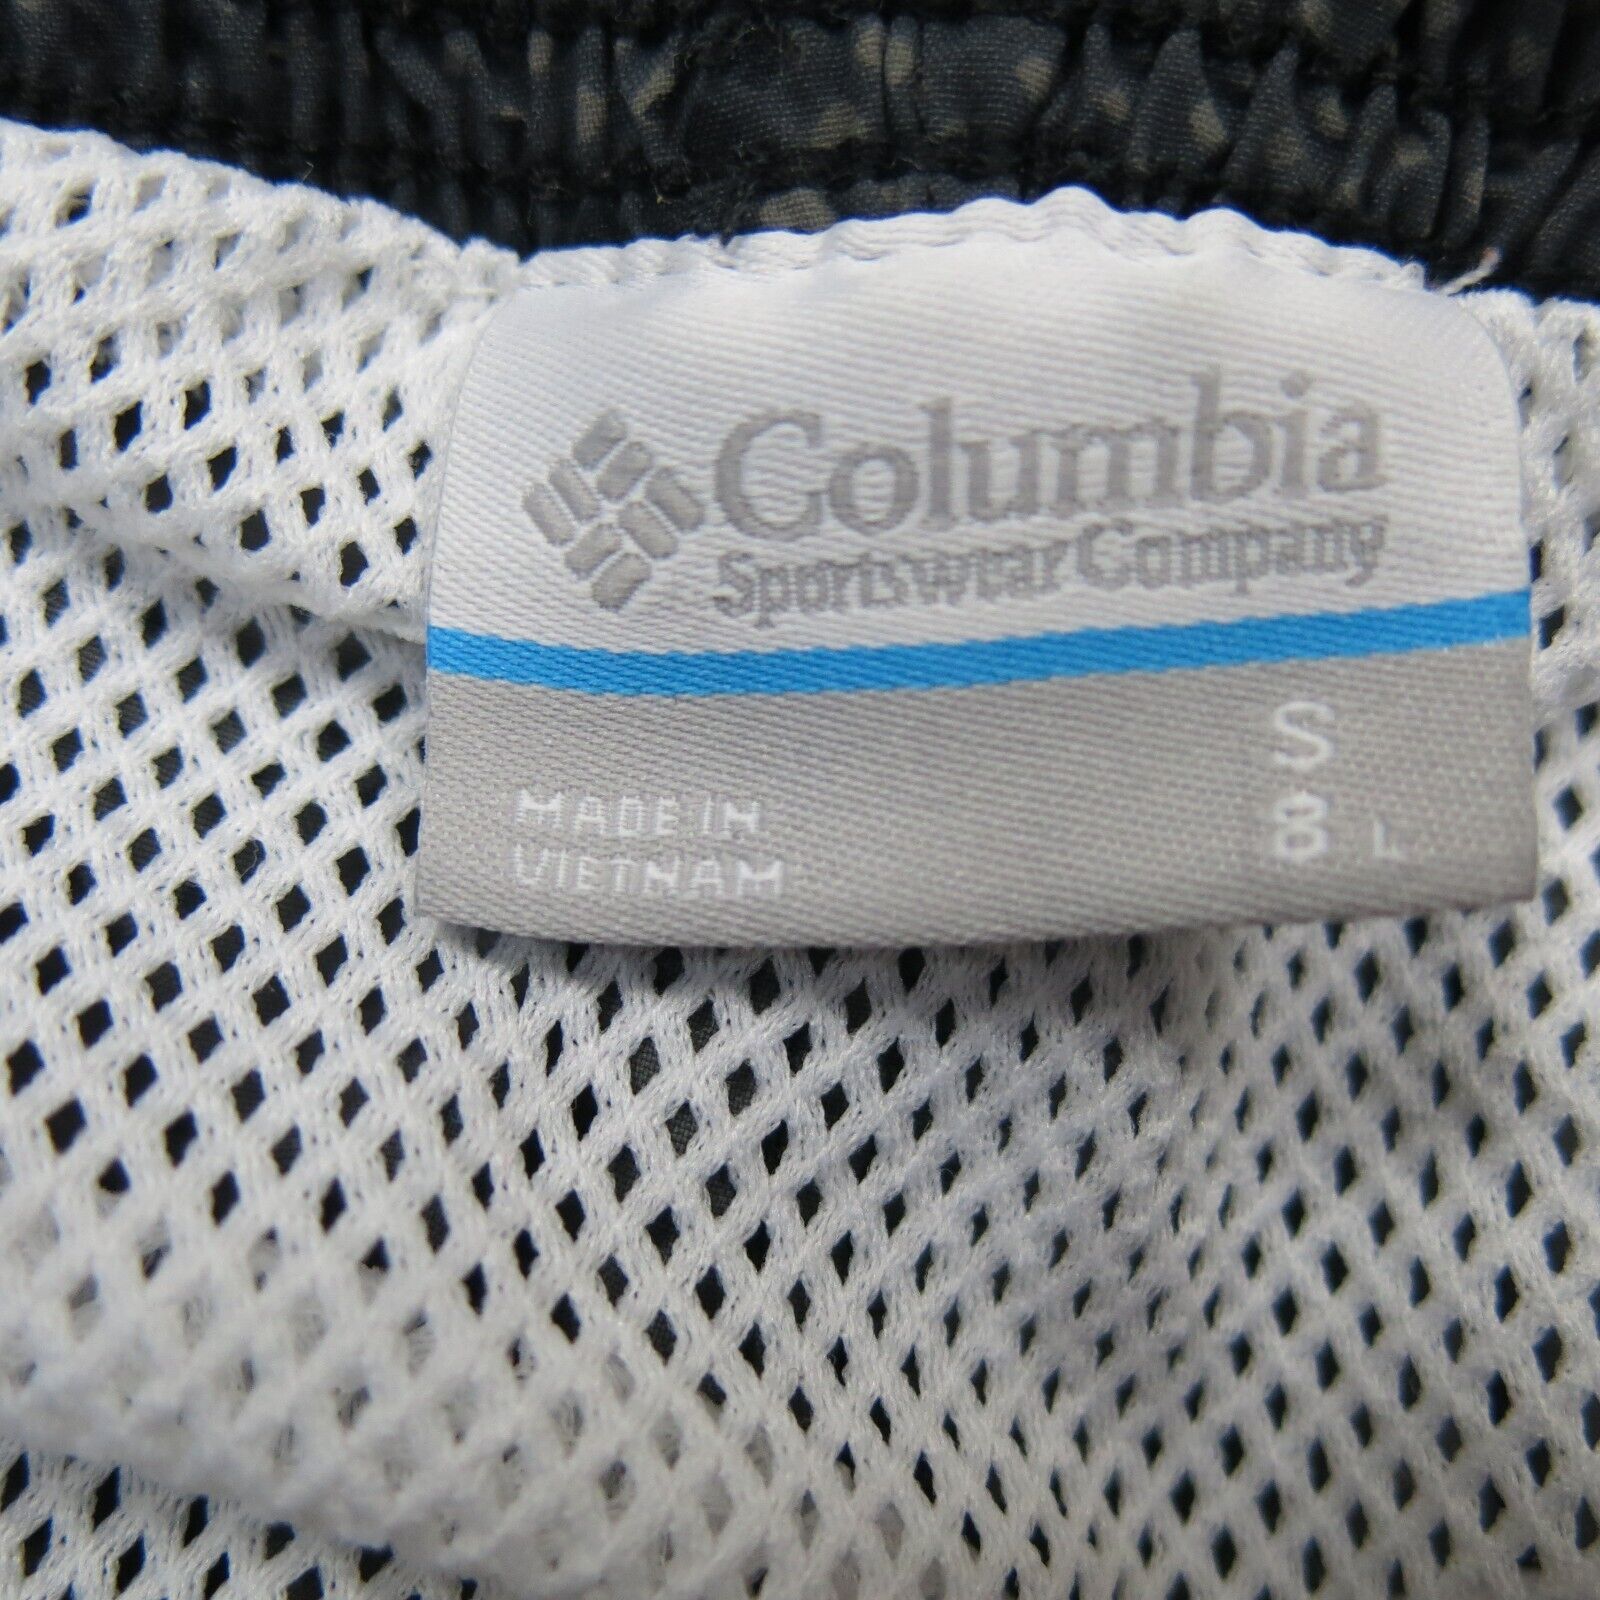 Columbia
Sportswear Company
S
8 L
MADE IN
VIETNAM